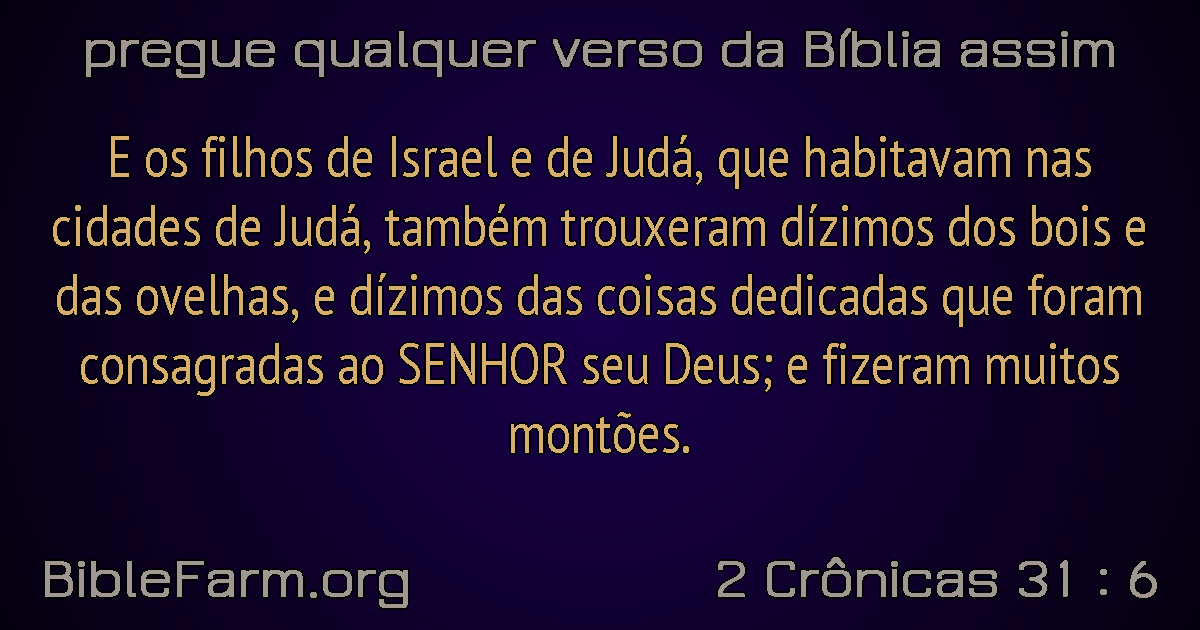 pregue qualquer verso da Bíblia assim
E os filhos de Israel e de Judá, que habitavam nas
cidades de Judá, também trouxeram dízimos dos bois e
das ovelhas, e dízimos das coisas dedicadas que foram
consagradas ao SENHOR seu Deus; e fizeram muitos
montões.
BibleFarm.org
2 Crônicas 31 : 6